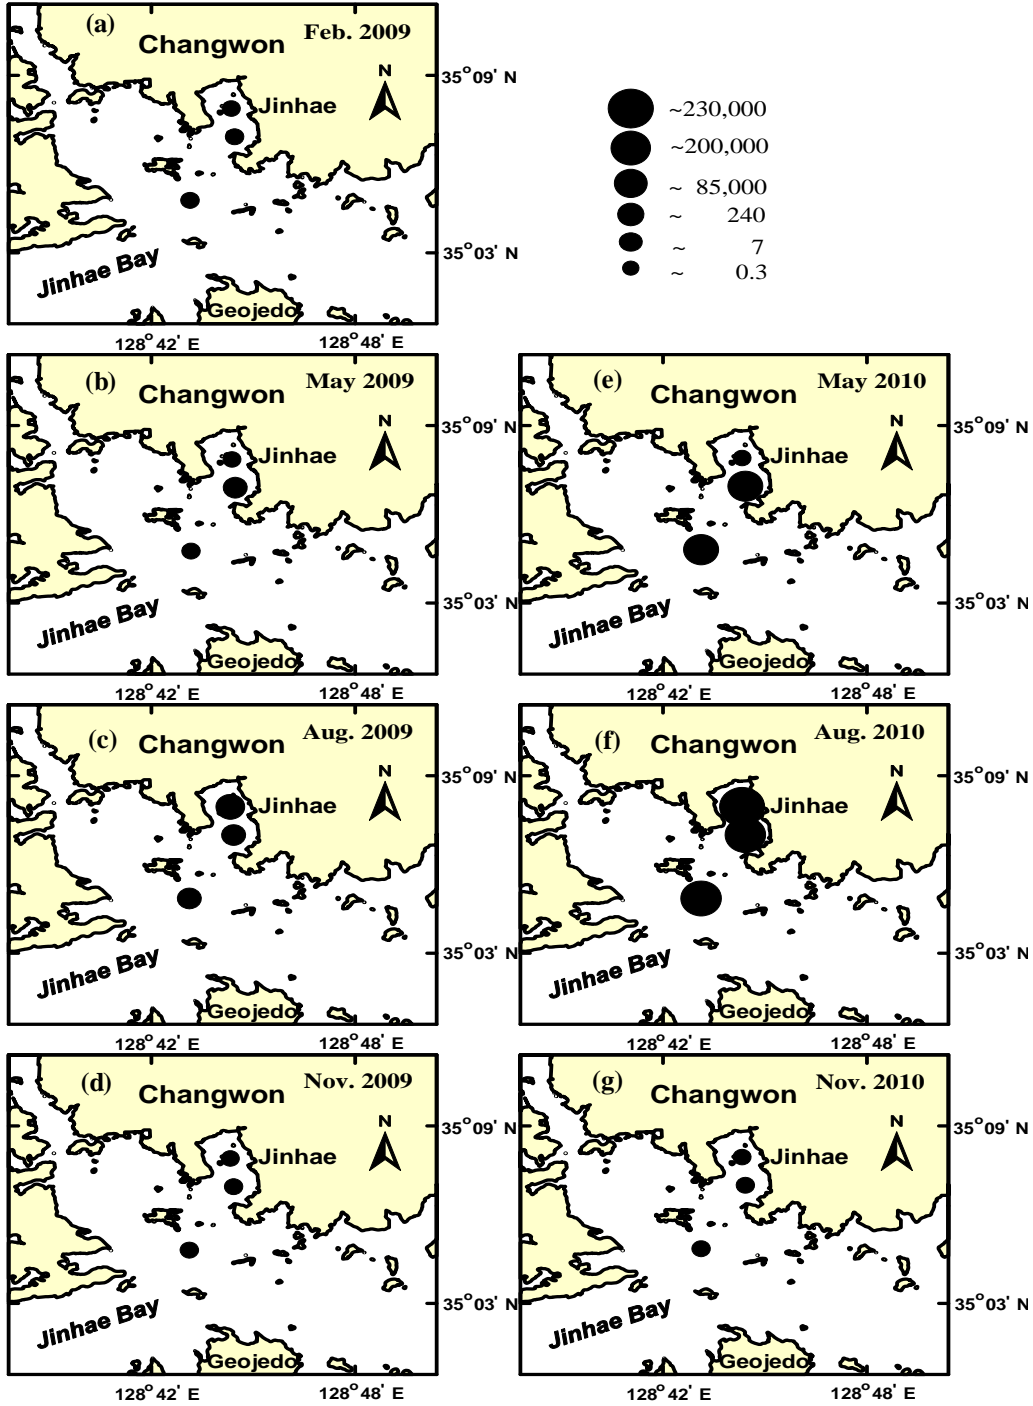 (a) Changwon Feb. 2009
N
35°09' N
Jinhae
35°03' N
Jinhae Bay
Geojedo
128°42' E 128°48' E
~230,000
~200,000
~ 85,000
~ 240
~ 7
~ 0.3
(b) Changwon May 2009
N
35°09' N
Jinhae
35°03' N
Jinhae Bay
Geojedo
128°42' E 128°48' E
(e) Changwon May 2010
N
35°09' N
Jinhae
35°03' N
Jinhae Bay
Geojedo
128°42' E 128°48' E
(c) Changwon Aug. 2009
N
35°09' N
Jinhae
35°03' N
Jinhae Bay
Geojedo
128°42' E 128°48' E
(f) Changwon Aug. 2010
N
35°09' N
Jinhae
35°03' N
Jinhae Bay
Geojedo
128°42' E 128°48' E
(d) Changwon Nov. 2009
N
35°09' N
Jinhae
35°03' N
Jinhae Bay
Geojedo
128°42' E 128°48' E
(g) Changwon Nov. 2010
N
35°09' N
Jinhae
35°03' N
Jinhae Bay
Geojedo
128°42' E 128°48' E